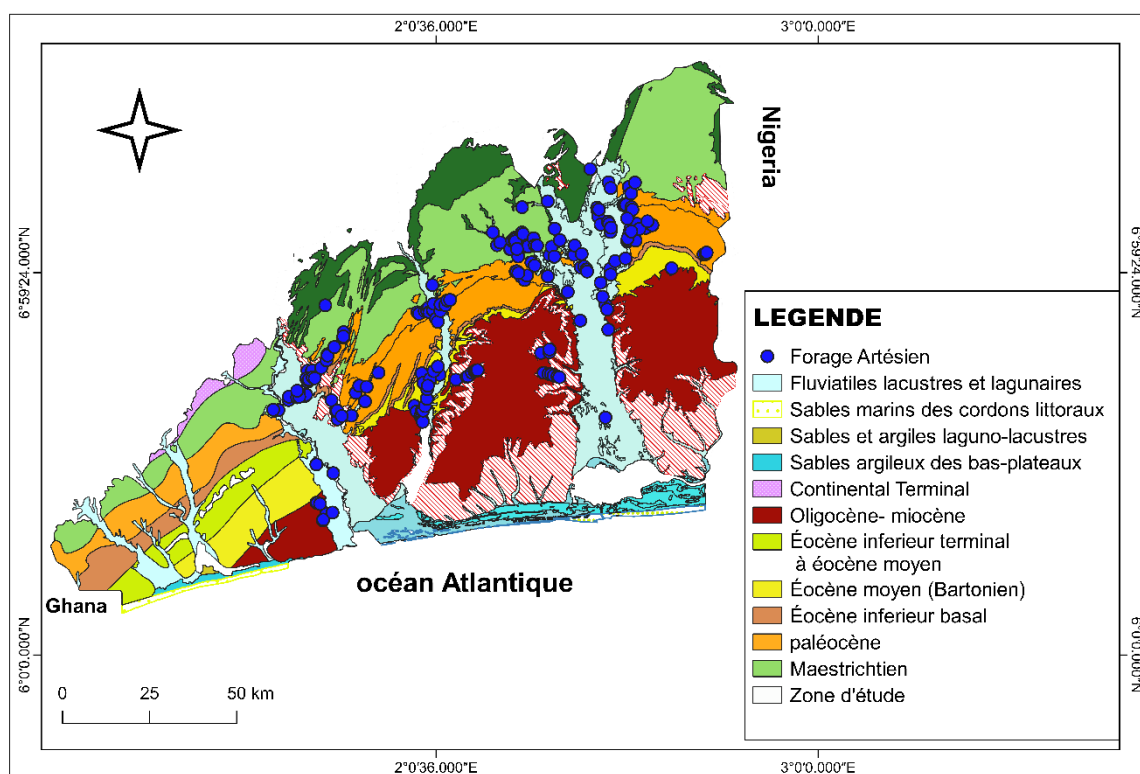 2°0'36.000"E
3°0'0.000"E
Nigeria
6°59'24.000"N
6°59'24.000"N
LEGENDE
Forage Artésien
Fluviatiles lacustres et lagunaires
Sables marins des cordons littoraux
Sables et argiles laguno-lacustres
Sables argileux des bas-plateaux
Continental Terminal
Oligocène- miocène
Éocène inferieur terminal
à éocène moyen
Éocène moyen (Bartonien)
Éocène inferieur basal
paléocène
Maestrichtien
Zone d'étude
océan Atlantique
Ghana
6°0'0.000"N
6°0'0.000"N
0 25 50 km
2°0'36.000"E
3°0'0.000"E